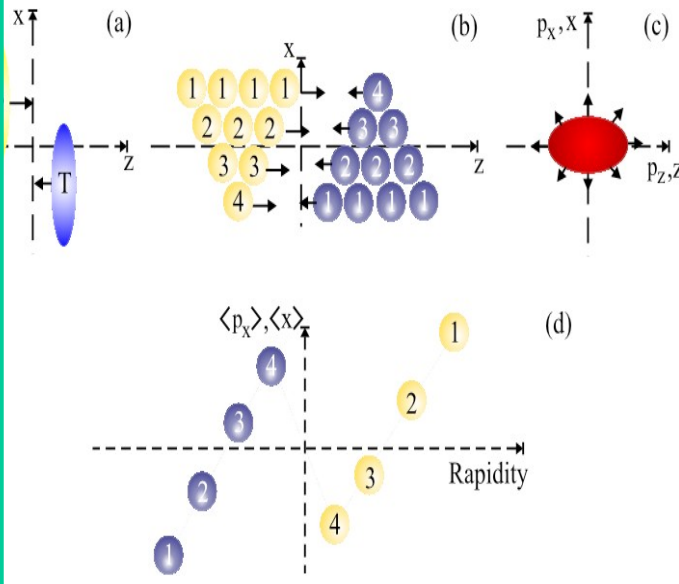 x (a)
z
T
x (b)
1 1 1 1 4
2 2 2 3 3
z
3 3 2 2 2
4 1 1 1 1
pₓ,x (c)
p_z,z
⟨pₓ⟩,⟨x⟩ (d)
1
4
2
3
Rapidity
3
2
4
1